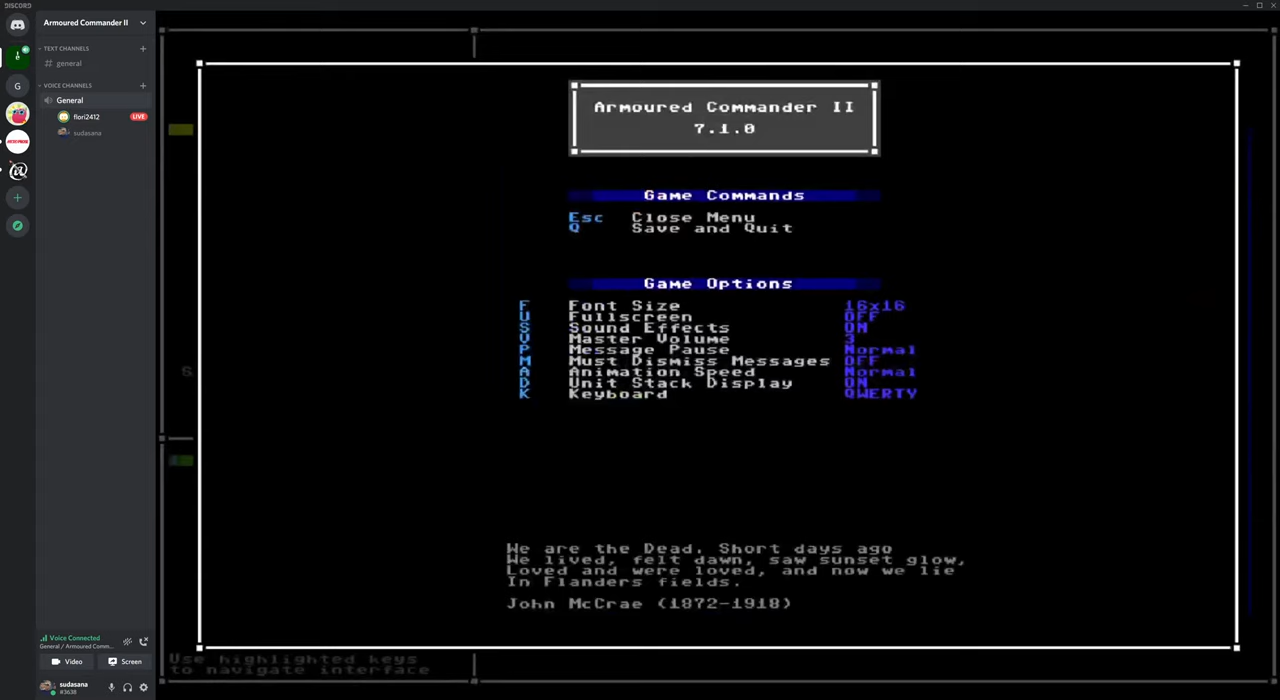 DISCORD
Armoured Commander II
TEXT CHANNELS
# general
VOICE CHANNELS
General
flori2412 LIVE
sudasana
G
Armoured Commander II
7.1.0
Game Commands
Esc Close Menu
Q Save and Quit
Game Options
F Font Size 16x16
U Fullscreen OFF
S Sound Effects ON
V Master Volume 3
P Message Pause Normal
M Must Dismiss Messages OFF
A Animation Speed Normal
D Unit Stack Display ON
K Keyboard QWERTY
We are the Dead. Short days ago
We lived, felt dawn, saw sunset glow,
Loved and were loved, and now we lie
In Flanders fields.
John McCrae (1872-1918)
Use highlighted keys
to navigate interface
Voice Connected
General / Armoured Comm...
Video Screen
sudasana
#3638